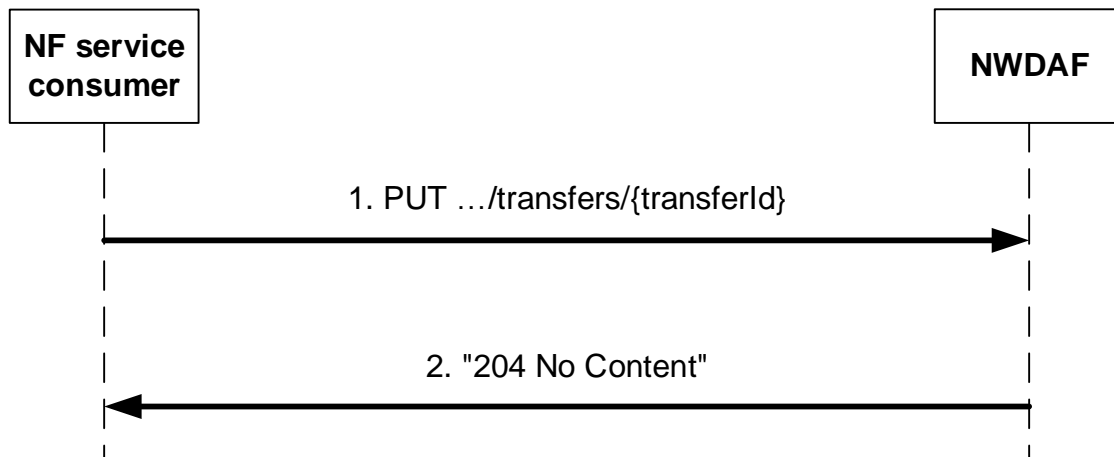 NF service
consumer
NWDAF
1. PUT …/transfers/{transferId}
2. "204 No Content"